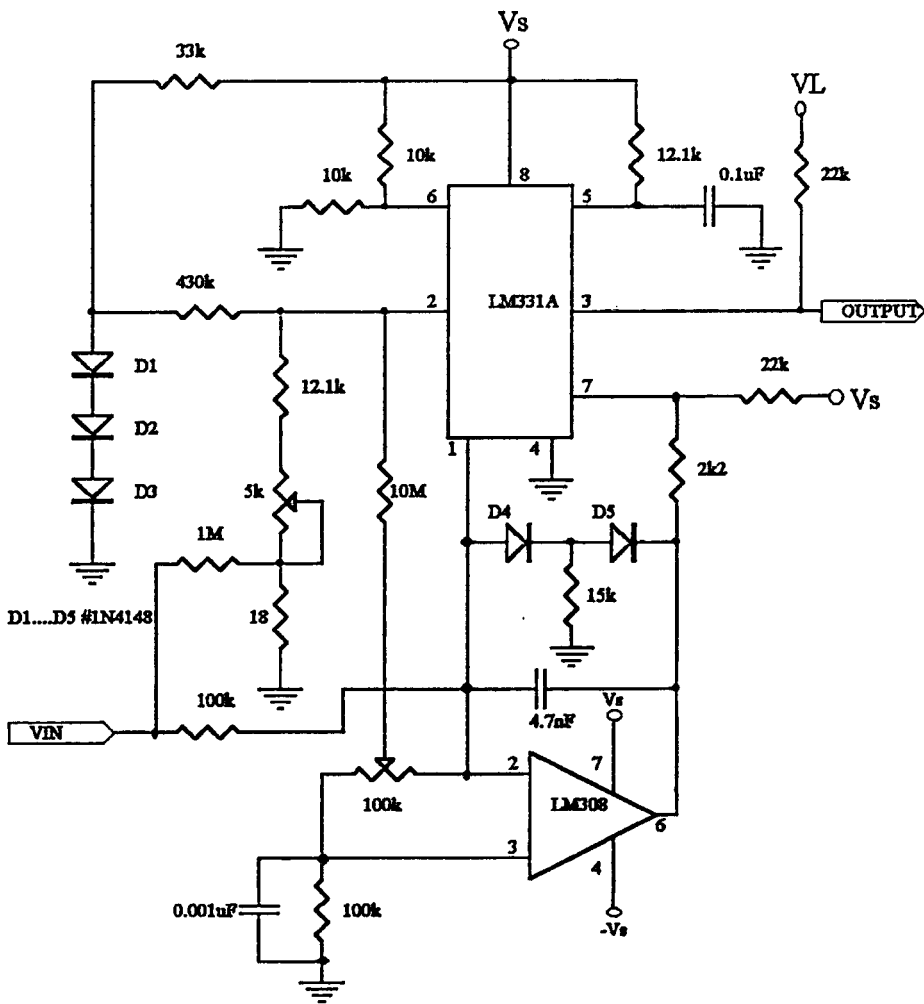 Vs
33k
VL
10k
12.1k
0.1uF
22k
10k
8
6
5
430k
2
LM331A
3
OUTPUT
D1
12.1k
22k
7
Vs
D2
1
4
2k2
D3
5k
10M
D4
D5
1M
15k
D1....D5 #1N4148
18
100k
4.7nF
Vs
VIN
2
7
100k
LM308
6
3
4
0.001uF
100k
-Vs